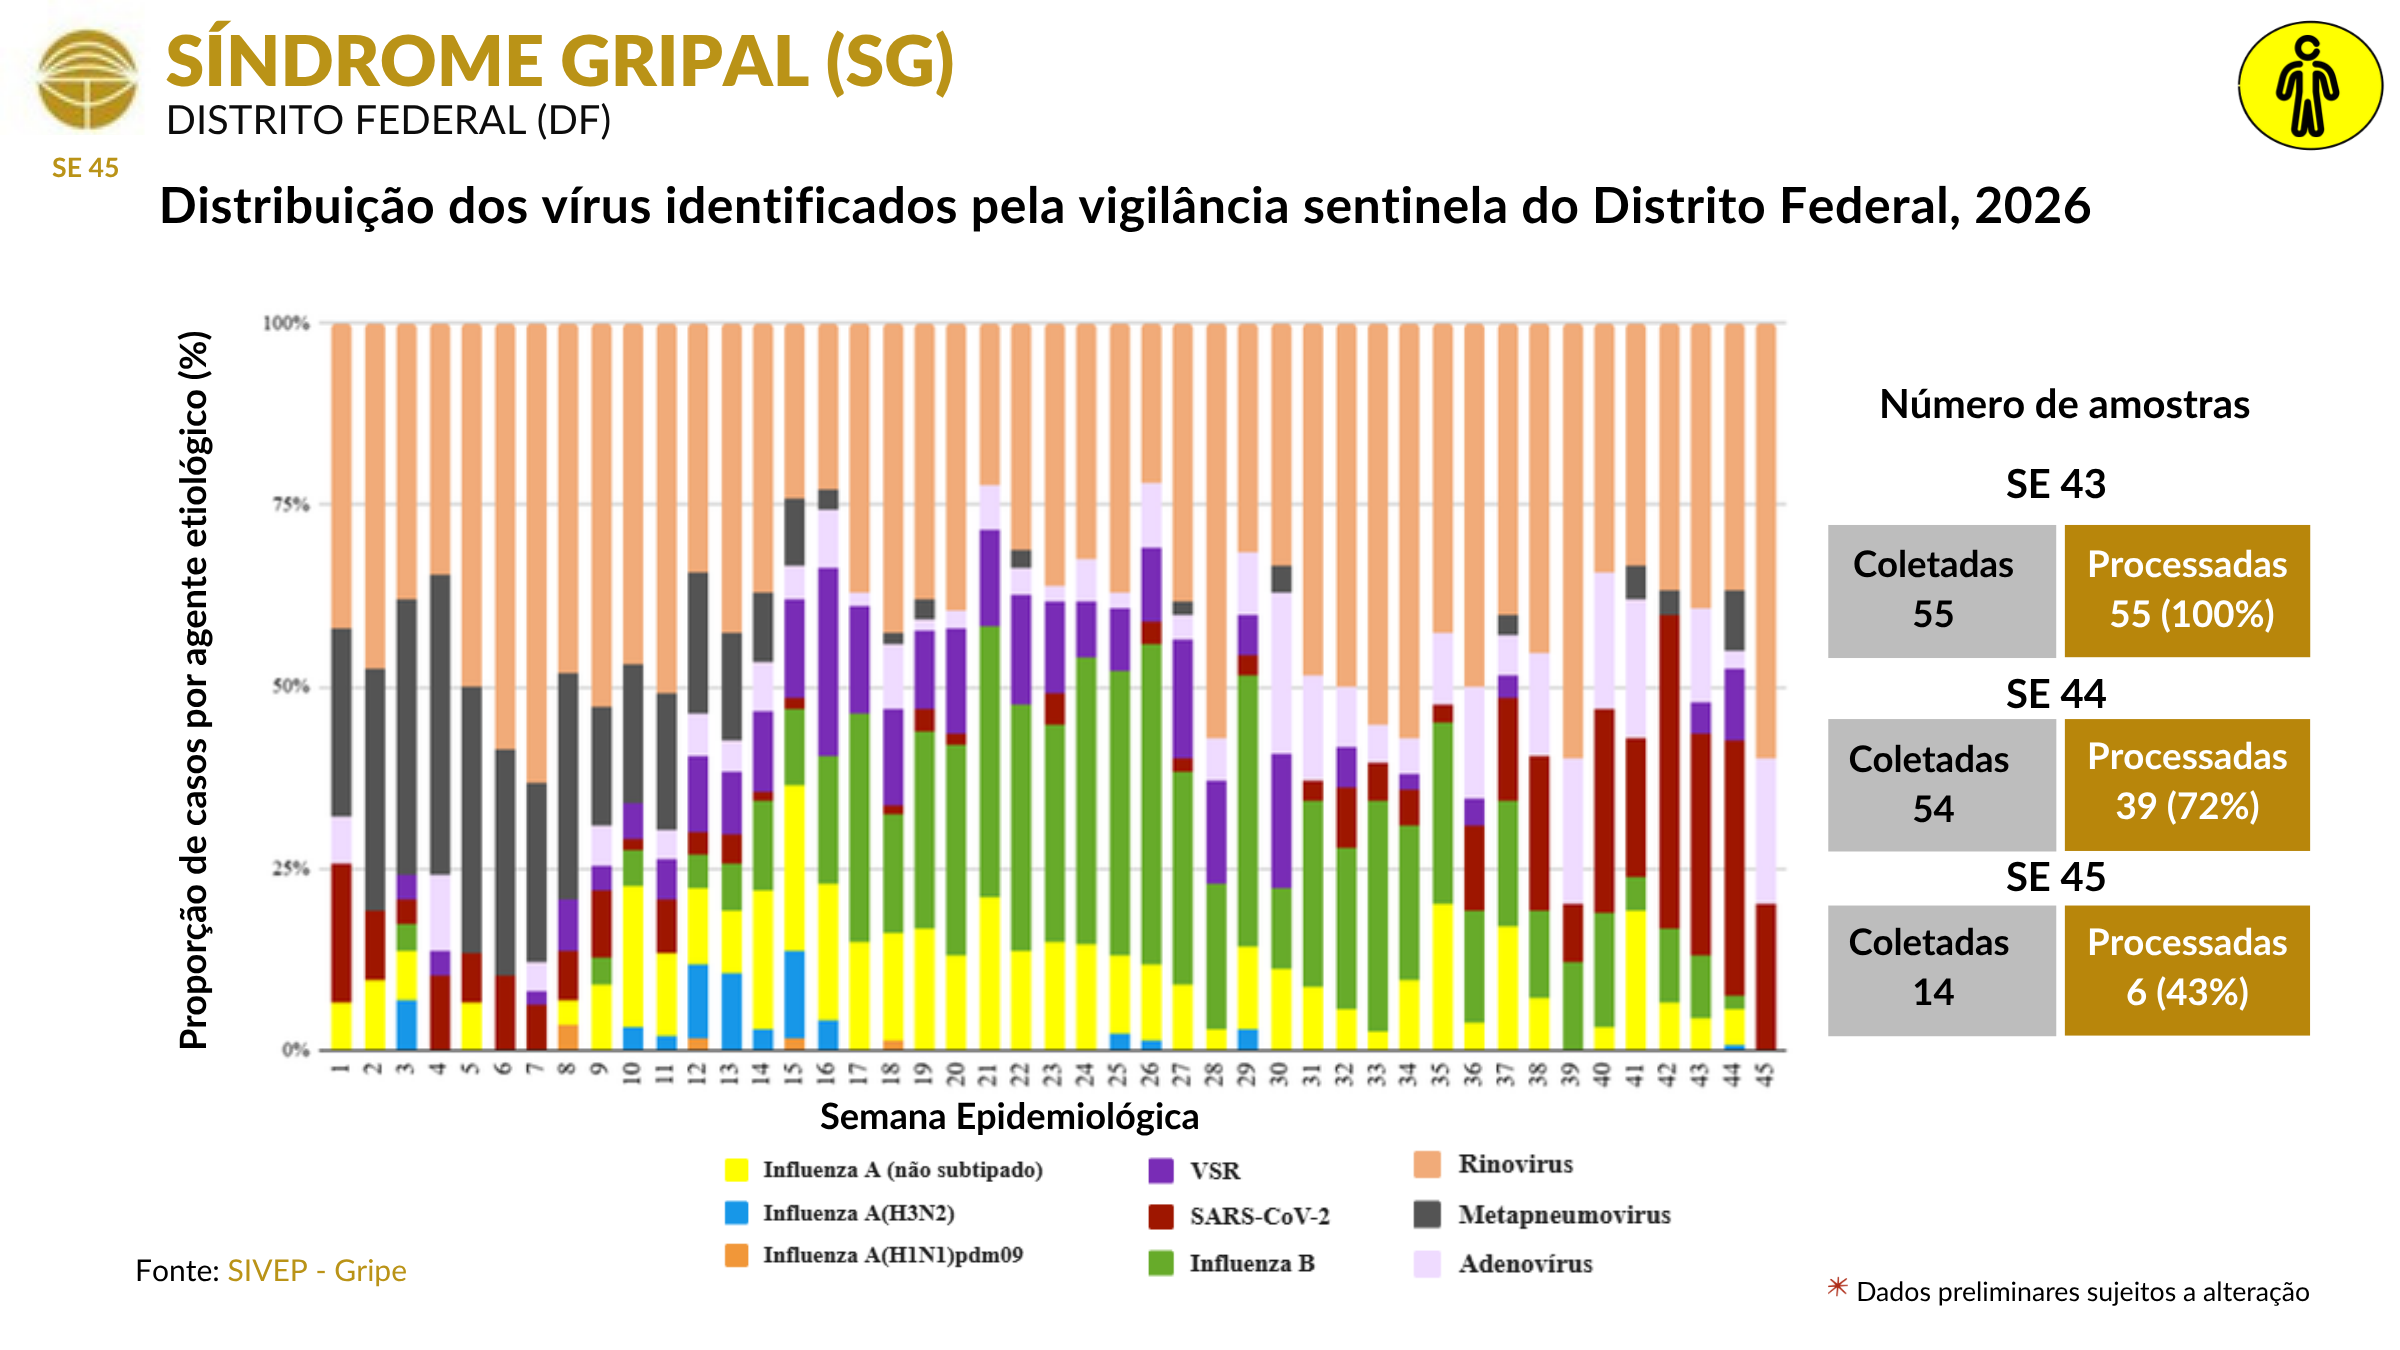 SÍNDROME GRIPAL (SG)
DISTRITO FEDERAL (DF)
SE 45
Distribuição dos vírus identificados pela vigilância sentinela do Distrito Federal, 2026
Proporção de casos por agente etiológico (%)
100%
75%
50%
25%
0%
1 2 3 4 5 6 7 8 9 10 11 12 13 14 15 16 17 18 19 20 21 22 23 24 25 26 27 28 29 30 31 32 33 34 35 36 37 38 39 40 41 42 43 44 45
Semana Epidemiológica
Influenza A (não subtipado)
Influenza A(H3N2)
Influenza A(H1N1)pdm09
VSR
SARS-CoV-2
Influenza B
Rinovirus
Metapneumovirus
Adenovírus
Número de amostras
SE 43
Coletadas
55
Processadas
55 (100%)
SE 44
Coletadas
54
Processadas
39 (72%)
SE 45
Coletadas
14
Processadas
6 (43%)
Fonte: SIVEP - Gripe
✳ Dados preliminares sujeitos a alteração